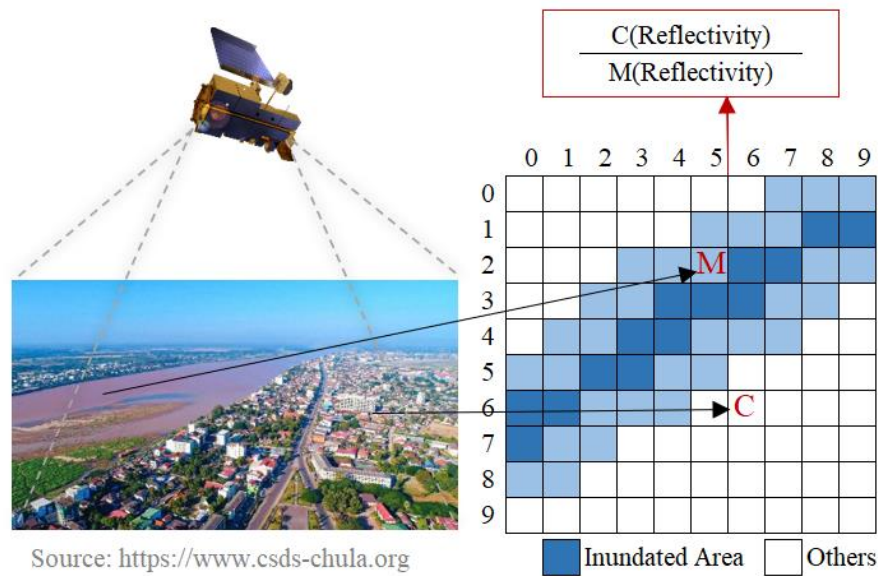 C(Reflectivity)
M(Reflectivity)
0 1 2 3 4 5 6 7 8 9
0
1
2
M
3
4
5
6
C
7
8
9
Source: https://www.csds-chula.org
Inundated Area
Others